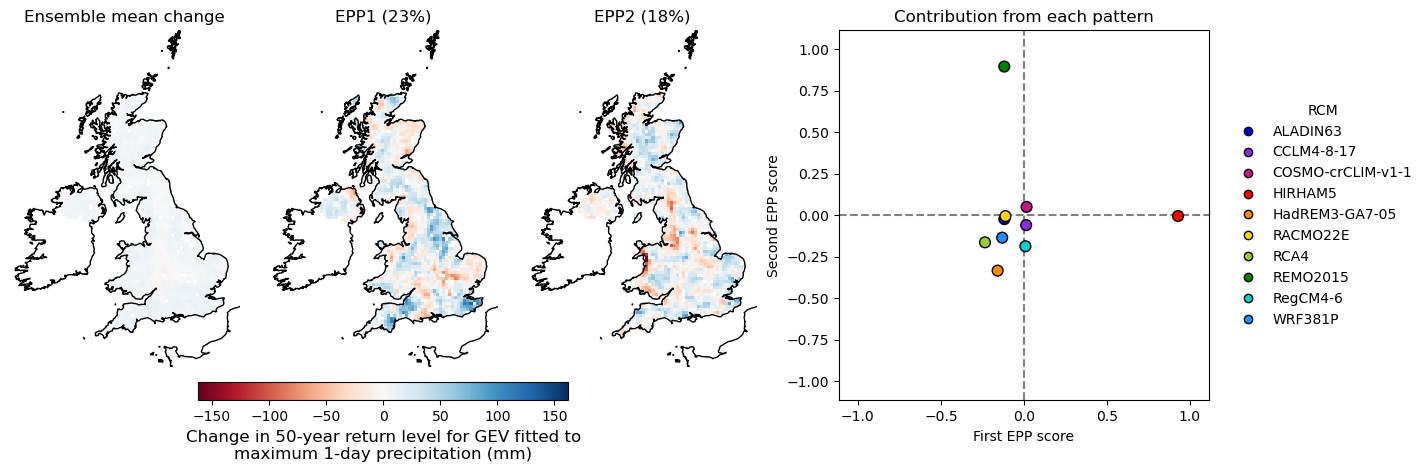 Ensemble mean change
EPP1 (23%)
EPP2 (18%)
−150 −100 −50 0 50 100 150
Change in 50-year return level for GEV fitted to
maximum 1-day precipitation (mm)
Contribution from each pattern
Second EPP score
1.00
0.75
0.50
0.25
0.00
−0.25
−0.50
−0.75
−1.00
−1.0 −0.5 0.0 0.5 1.0
First EPP score
RCM
ALADIN63
CCLM4-8-17
COSMO-crCLIM-v1-1
HIRHAM5
HadREM3-GA7-05
RACMO22E
RCA4
REMO2015
RegCM4-6
WRF381P